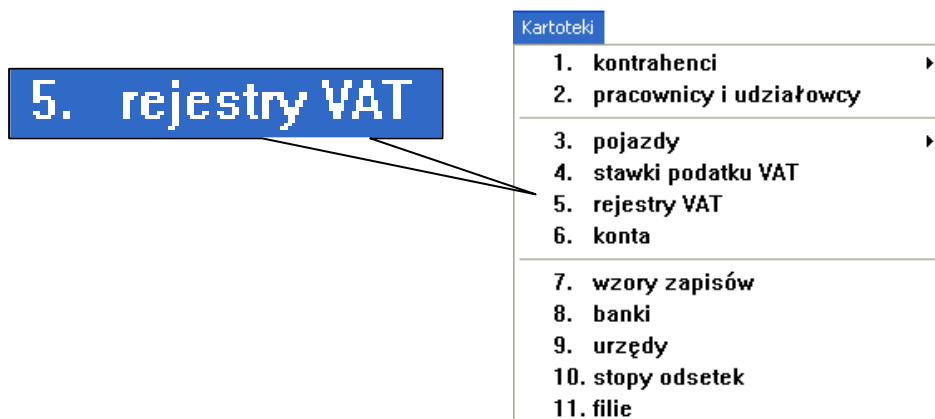 Kartoteki
5. rejestry VAT
1. kontrahenci
2. pracownicy i udziałowcy
3. pojazdy
4. stawki podatku VAT
5. rejestry VAT
6. konta
7. wzory zapisów
8. banki
9. urzędy
10. stopy odsetek
11. filie